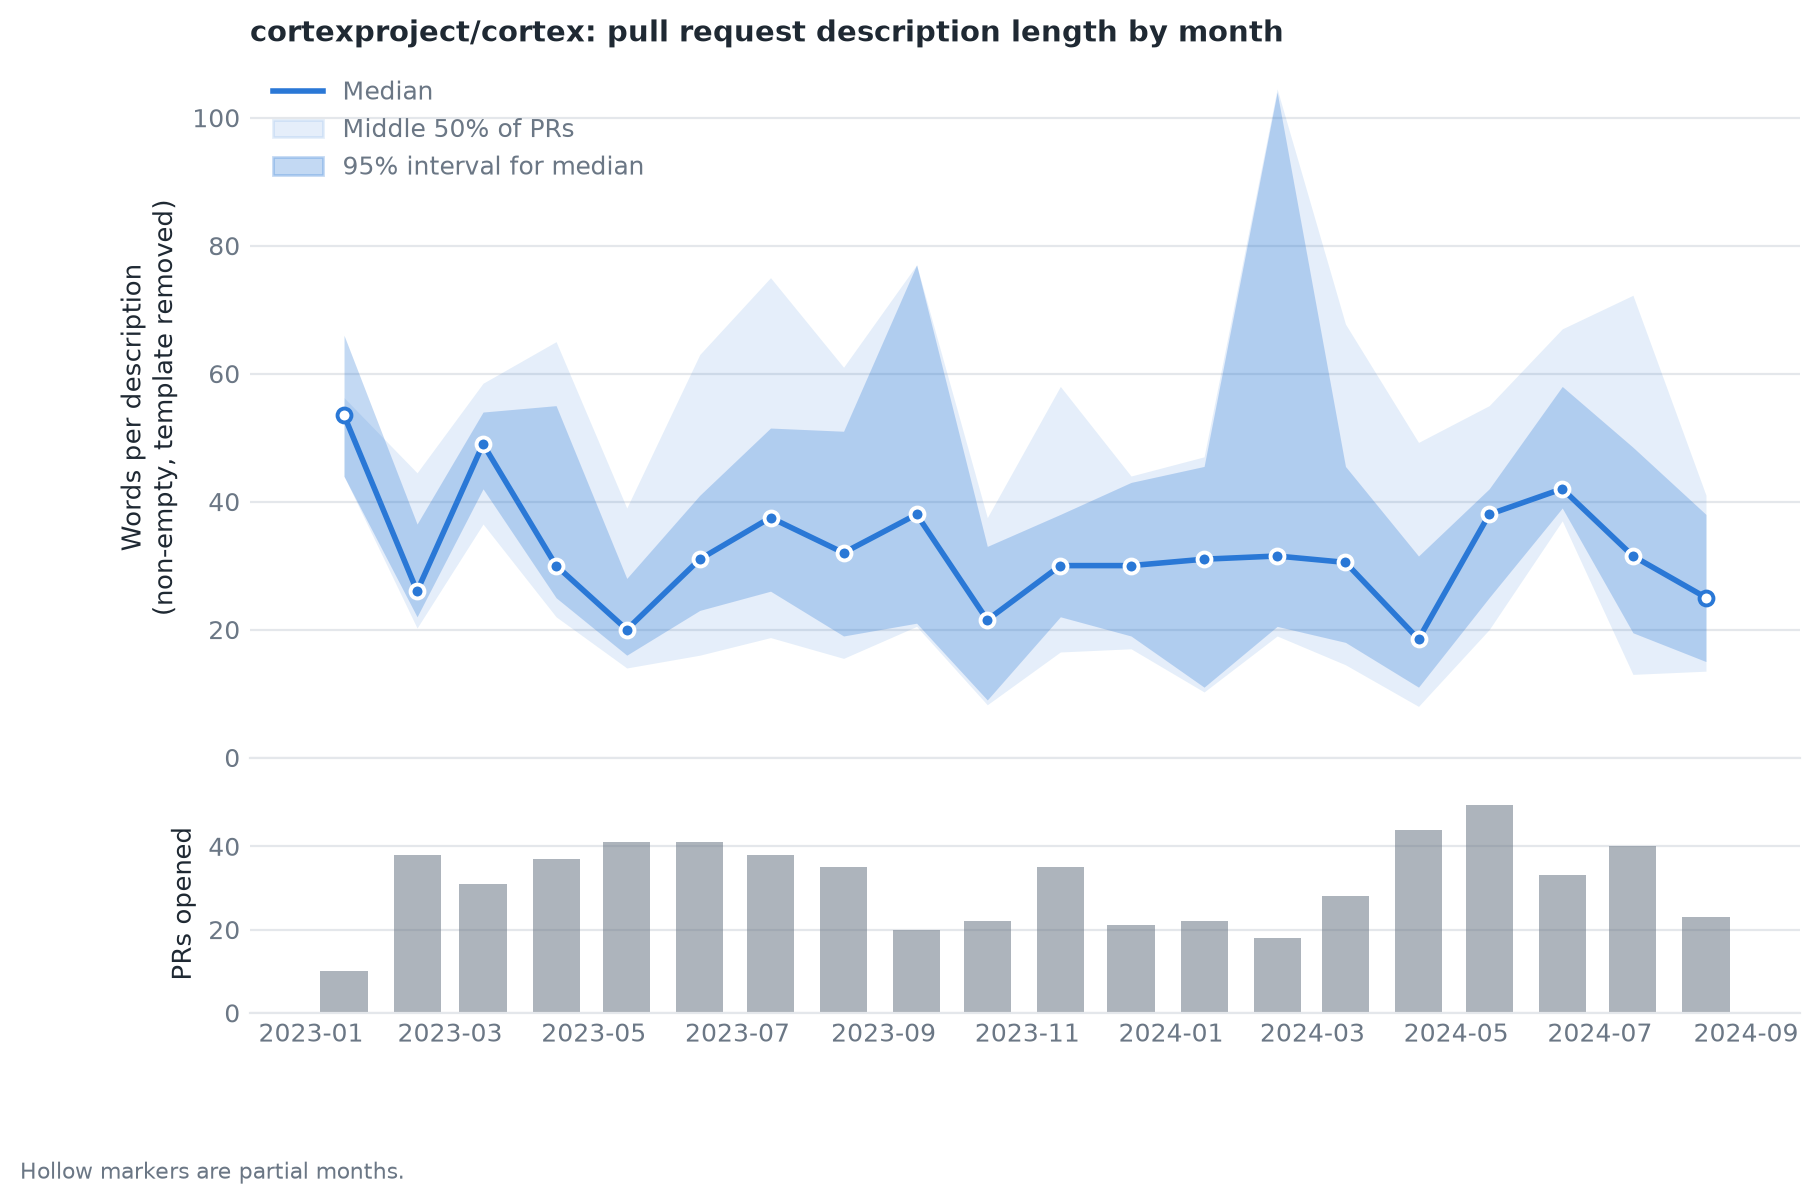 cortexproject/cortex: pull request description length by month
Median
Middle 50% of PRs
95% interval for median
Words per description
(non-empty, template removed)
100
80
60
40
20
0
PRs opened
40
20
0
2023-01
2023-03
2023-05
2023-07
2023-09
2023-11
2024-01
2024-03
2024-05
2024-07
2024-09
Hollow markers are partial months.